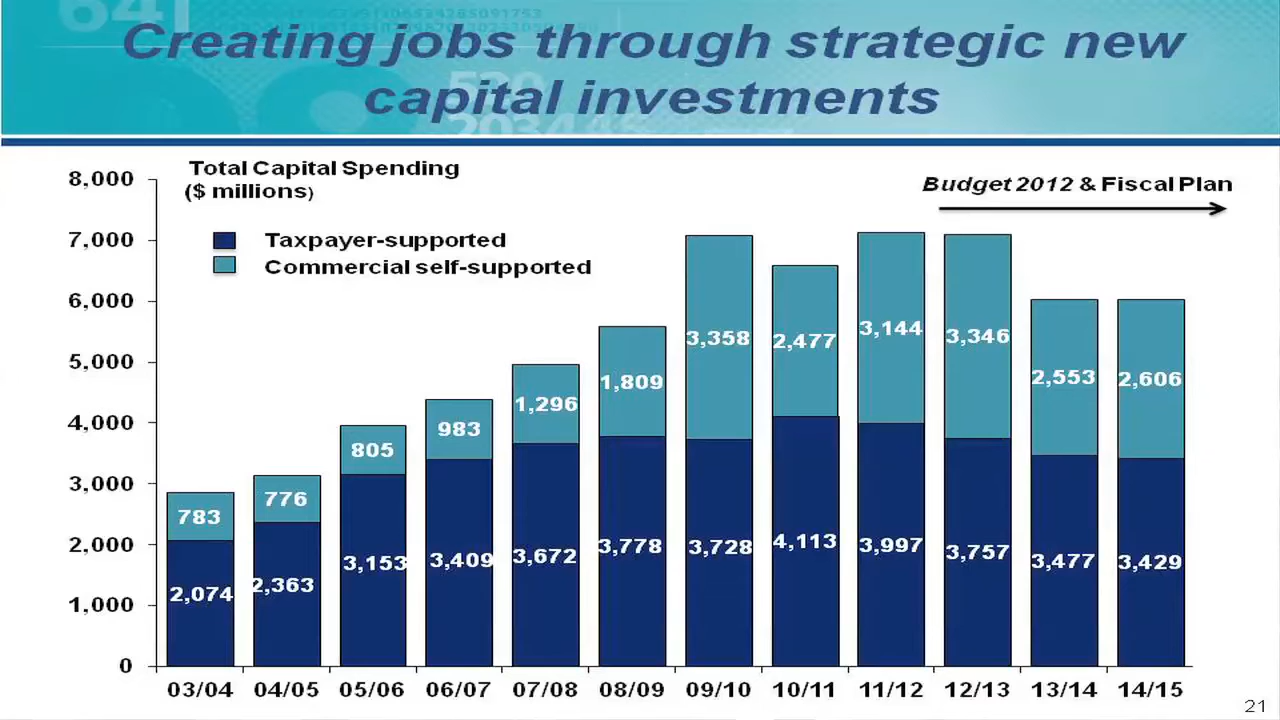 Creating jobs through strategic new
capital investments
Total Capital Spending
($ millions)
Budget 2012 & Fiscal Plan
Taxpayer-supported
Commercial self-supported
8,000
7,000
6,000
5,000
4,000
3,000
2,000
1,000
0
783 776 805 983 1,296 1,809 3,358 2,477 3,144 3,346 2,553 2,606
2,074 2,363 3,153 3,409 3,672 3,778 3,728 4,113 3,997 3,757 3,477 3,429
03/04 04/05 05/06 06/07 07/08 08/09 09/10 10/11 11/12 12/13 13/14 14/15
21